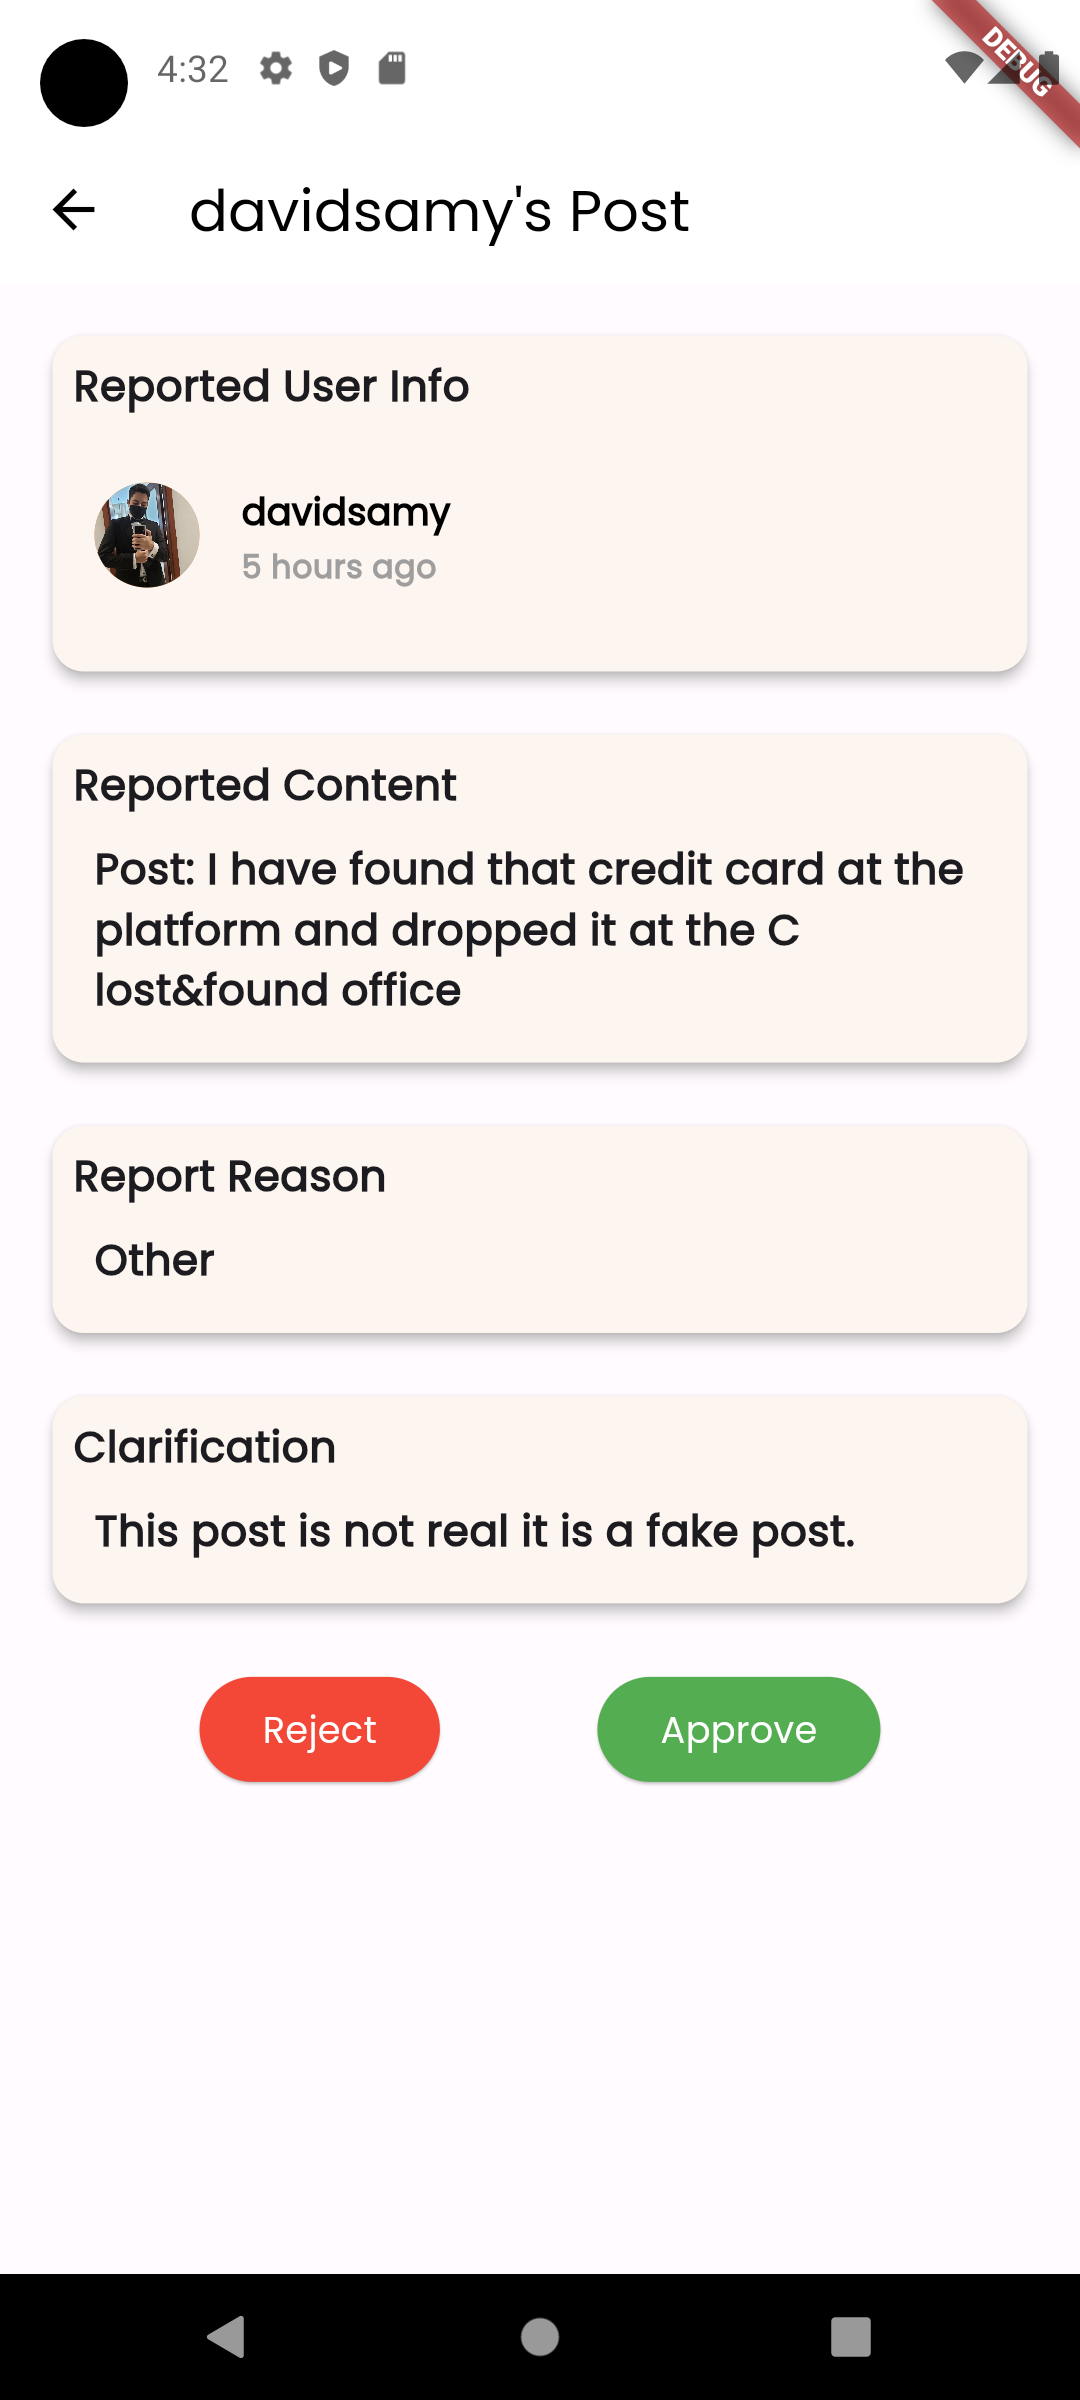 4:32
DEBUG
davidsamy's Post
Reported User Info
davidsamy
5 hours ago
Reported Content
Post: I have found that credit card at the
platform and dropped it at the C
lost&found office
Report Reason
Other
Clarification
This post is not real it is a fake post.
Reject
Approve